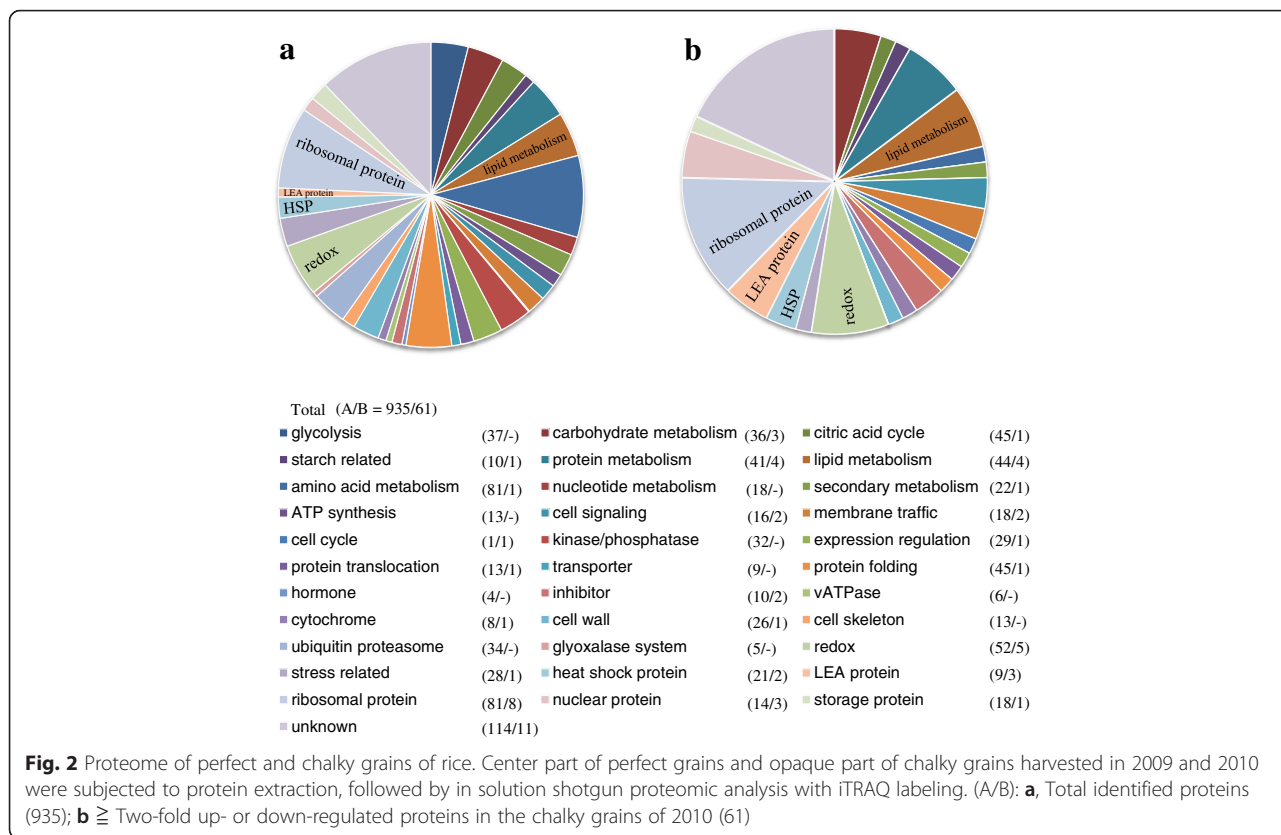 a
b
ribosomal protein
LEA protein
HSP
redox
lipid metabolism
lipid metabolism
ribosomal protein
LEA protein
HSP
redox
Total (A/B = 935/61)
glycolysis (37/-) carbohydrate metabolism (36/3) citric acid cycle (45/1)
starch related (10/1) protein metabolism (41/4) lipid metabolism (44/4)
amino acid metabolism (81/1) nucleotide metabolism (18/-) secondary metabolism (22/1)
ATP synthesis (13/-) cell signaling (16/2) membrane traffic (18/2)
cell cycle (1/1) kinase/phosphatase (32/-) expression regulation (29/1)
protein translocation (13/1) transporter (9/-) protein folding (45/1)
hormone (4/-) inhibitor (10/2) vATPase (6/-)
cytochrome (8/1) cell wall (26/1) cell skeleton (13/-)
ubiquitin proteasome (34/-) glyoxalase system (5/-) redox (52/5)
stress related (28/1) heat shock protein (21/2) LEA protein (9/3)
ribosomal protein (81/8) nuclear protein (14/3) storage protein (18/1)
unknown (114/11)
Fig. 2 Proteome of perfect and chalky grains of rice. Center part of perfect grains and opaque part of chalky grains harvested in 2009 and 2010
were subjected to protein extraction, followed by in solution shotgun proteomic analysis with iTRAQ labeling. (A/B): a, Total identified proteins
(935); b ≧ Two-fold up- or down-regulated proteins in the chalky grains of 2010 (61)